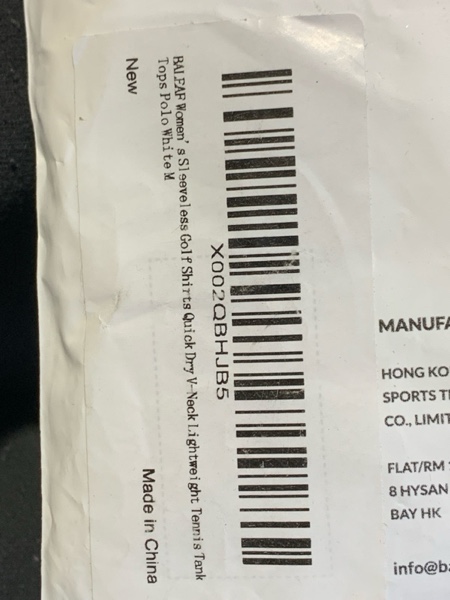 X002QBHJB5
BALEAF Women's Sleeveless Golf Shirts Quick Dry V-Neck Lightweight Tennis Tank
Tops Polo White M
New
Made in China
MANUFA
HONG KO
SPORTS T
CO., LIMIT
FLAT/RM
8 HYSAN
BAY HK
info@ba